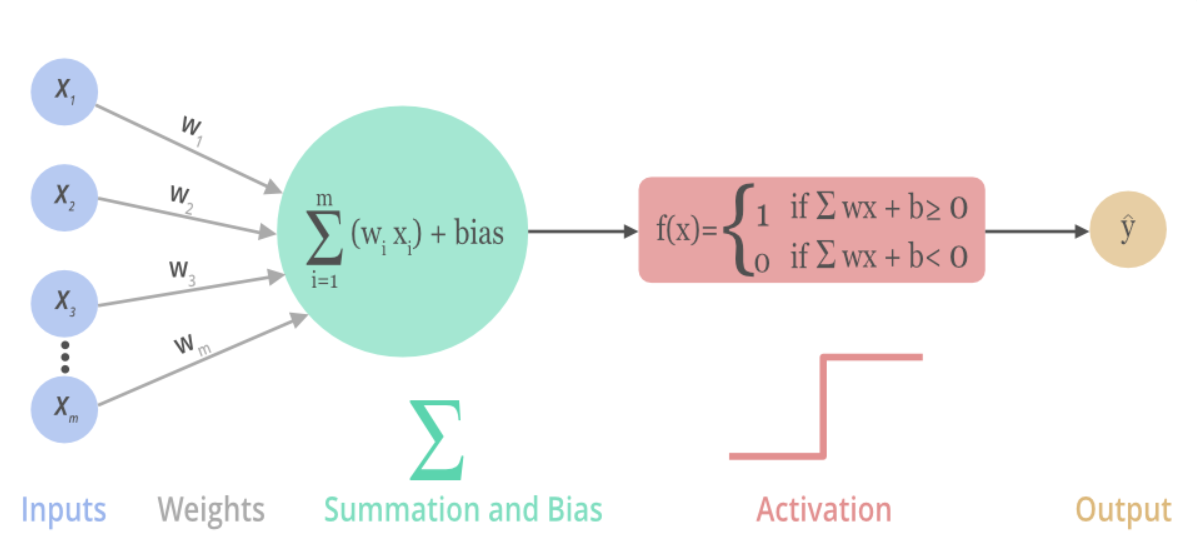 X1
X2
X3
Xm
W1
W2
W3
Wm
m
∑ (wi xi) + bias
i=1
f(x)= { 1 if ∑ wx + b ≥ 0
0 if ∑ wx + b < 0
ŷ
∑
Inputs Weights Summation and Bias Activation Output